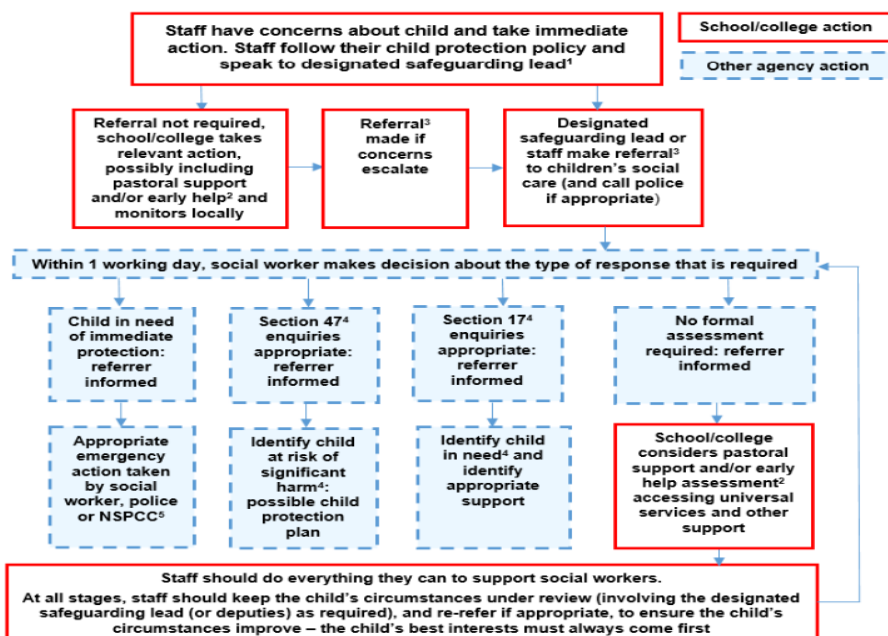 Staff have concerns about child and take immediate
action. Staff follow their child protection policy and
speak to designated safeguarding lead¹
School/college action
Other agency action
Referral not required,
school/college takes
relevant action,
possibly including
pastoral support
and/or early help² and
monitors locally
Referral³
made if
concerns
escalate
Designated
safeguarding lead or
staff make referral³
to children's social
care (and call police
if appropriate)
Within 1 working day, social worker makes decision about the type of response that is required
Child in need
of immediate
protection:
referrer
informed
Section 47⁴
enquiries
appropriate:
referrer
informed
Section 17⁴
enquiries
appropriate:
referrer
informed
No formal
assessment
required: referrer
informed
Appropriate
emergency
action taken
by social
worker, police
or NSPCC⁵
Identify child
at risk of
significant
harm⁴:
possible child
protection
plan
Identify child
in need⁴ and
identify
appropriate
support
School/college
considers pastoral
support and/or early
help assessment²
accessing universal
services and other
support
Staff should do everything they can to support social workers.
At all stages, staff should keep the child's circumstances under review (involving the designated
safeguarding lead (or deputies) as required), and re-refer if appropriate, to ensure the child's
circumstances improve – the child's best interests must always come first